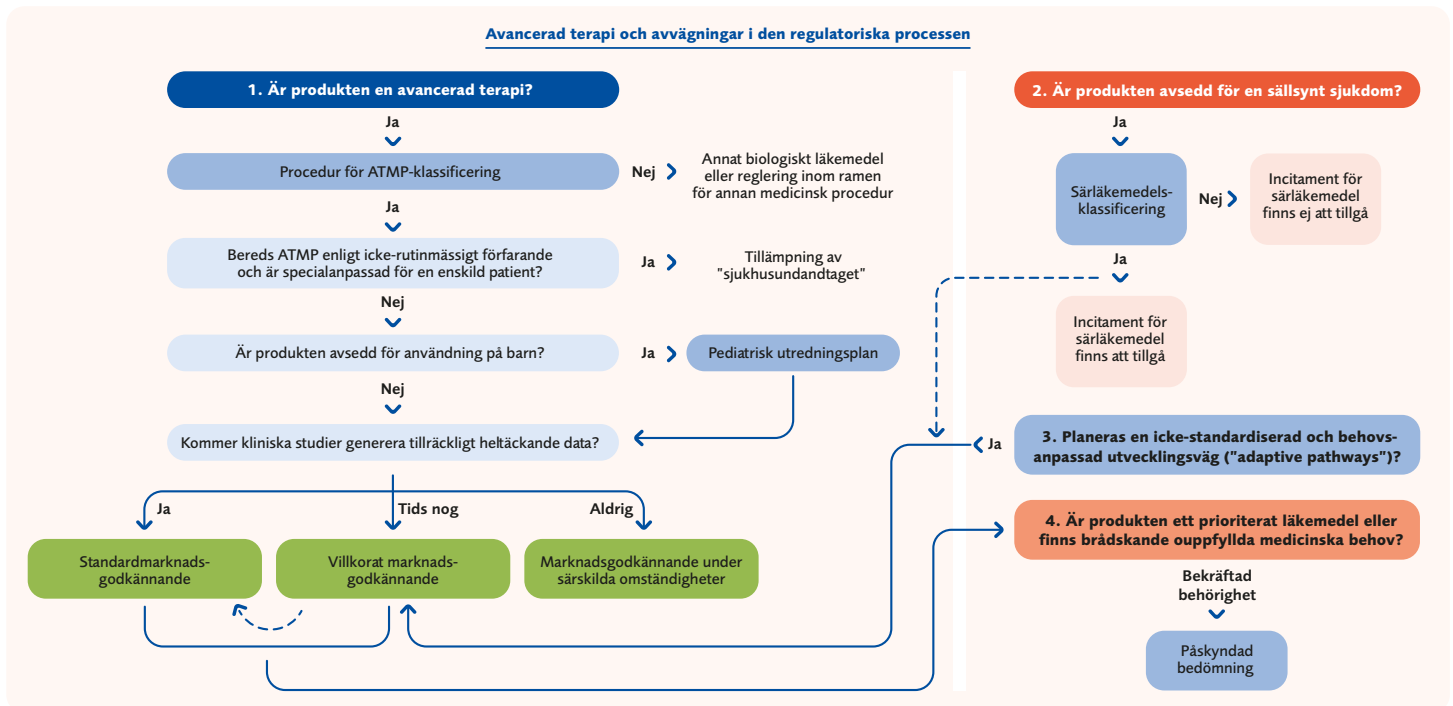 Avancerad terapi och avvägningar i den regulatoriska processen
1. Är produkten en avancerad terapi?
Ja
Procedur för ATMP-klassificering
Nej
Annat biologiskt läkemedel
eller reglering inom ramen
för annan medicinsk procedur
Ja
Bereds ATMP enligt icke-rutinmässigt förfarande
och är specialanpassad för en enskild patient?
Ja
Tillämpning av
"sjukhusundandtaget"
Nej
Är produkten avsedd för användning på barn?
Ja
Pediatrisk utredningsplan
Nej
Kommer kliniska studier generera tillräckligt heltäckande data?
Ja
Tids nog
Aldrig
Standardmarknads-
godkännande
Villkorat marknads-
godkännande
Marknadsgodkännande under
särskilda omständigheter
2. Är produkten avsedd för en sällsynt sjukdom?
Ja
Särläkemedels-
klassificering
Nej
Incitament för
särläkemedel
finns ej att tillgå
Ja
Incitament för
särläkemedel
finns att tillgå
Ja
3. Planeras en icke-standardiserad och behovs-
anpassad utvecklingsväg ("adaptive pathways")?
4. Är produkten ett prioriterat läkemedel eller
finns brådskande ouppfyllda medicinska behov?
Bekräftad
behörighet
Påskyndad
bedömning